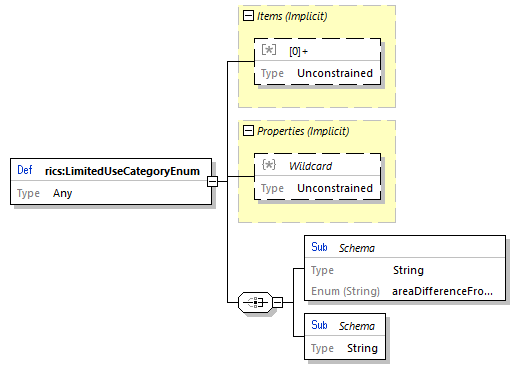 Items (Implicit)
[*] [0]+
Type Unconstrained
Properties (Implicit)
{*} Wildcard
Type Unconstrained
Def rics:LimitedUseCategoryEnum
Type Any
Sub Schema
Type String
Enum (String) areaDifferenceFro...
Sub Schema
Type String